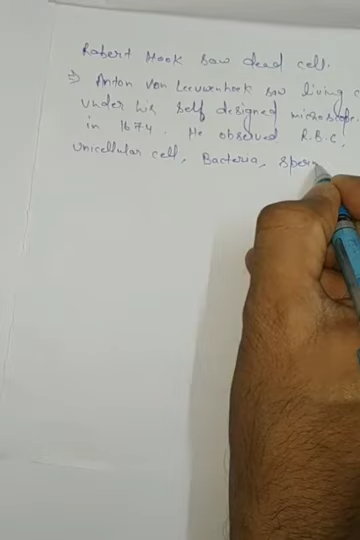 Robert Hook saw dead cell.
⇒ Anton Von Leeuwenhoek saw living c
under his self designed microscope.
in 1674. He observed R.B.C,
Unicellular cell, Bacteria, Sper